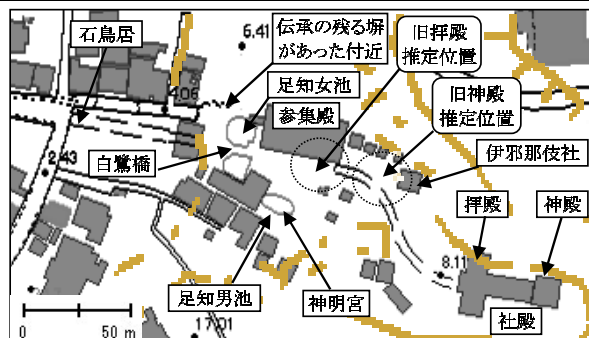 石鳥居
6.41
伝承の残る塀
があった付近
旧拝殿
推定位置
406
足知女池
参集殿
旧神殿
推定位置
白鷺橋
伊邪那伎社
2.43
拝殿
神殿
8.11
足知男池
神明宮
社殿
0 50 m
17.01